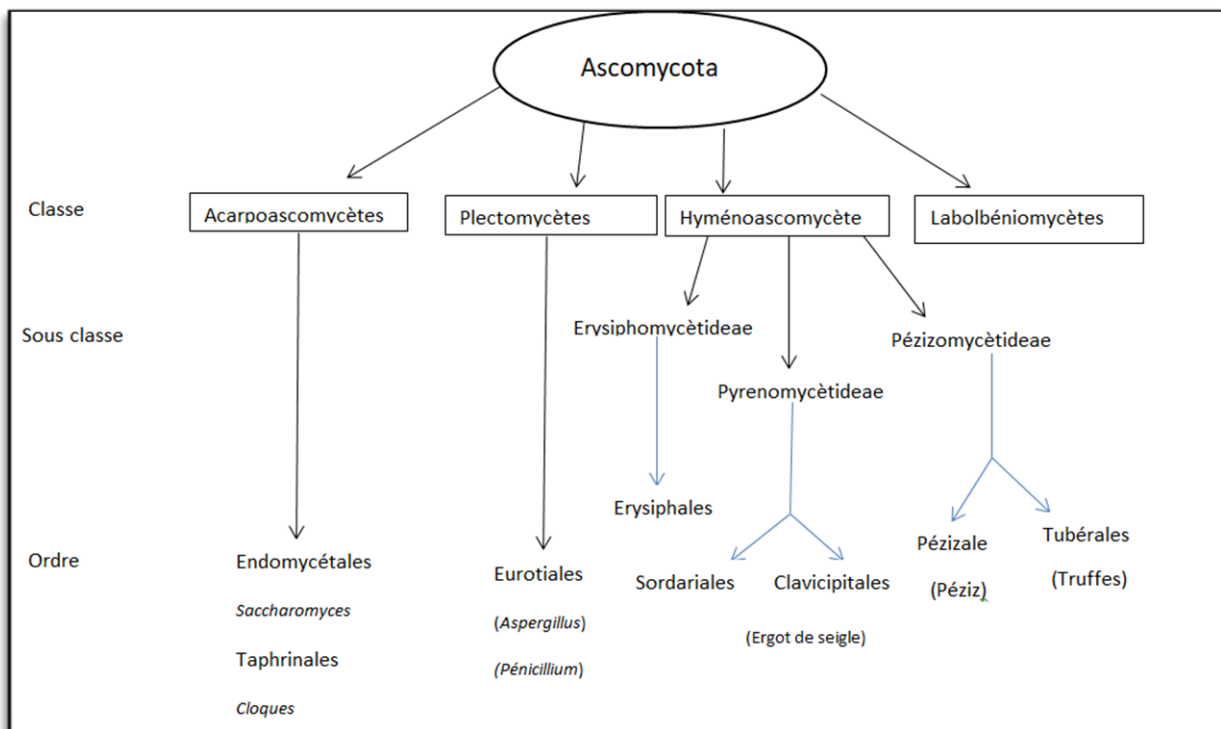 Ascomycota
Classe
Acarpoascomycètes
Plectomycètes
Hyménoascomycète
Labolbéniomycètes
Sous classe
Erysiphomycètideae
Pézizomycètideae
Pyrenomycètideae
Erysiphales
Ordre
Endomycétales
Saccharomyces
Taphrinales
Cloques
Eurotiales
(Aspergillus)
(Pénicillium)
Sordariales
Clavicipitales
(Ergot de seigle)
Pézizale
(Péziz)
Tubérales
(Truffes)